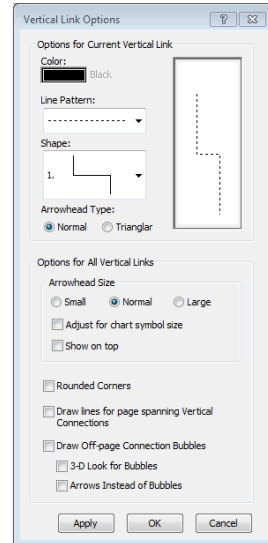 Vertical Link Options
Options for Current Vertical Link
Color:
Black
Line Pattern:
Shape:
1.
Arrowhead Type:
Normal
Trianglar
Options for All Vertical Links
Arrowhead Size
Small
Normal
Large
Adjust for chart symbol size
Show on top
Rounded Corners
Draw lines for page spanning Vertical
Connections
Draw Off-page Connection Bubbles
3-D Look for Bubbles
Arrows Instead of Bubbles
Apply
OK
Cancel